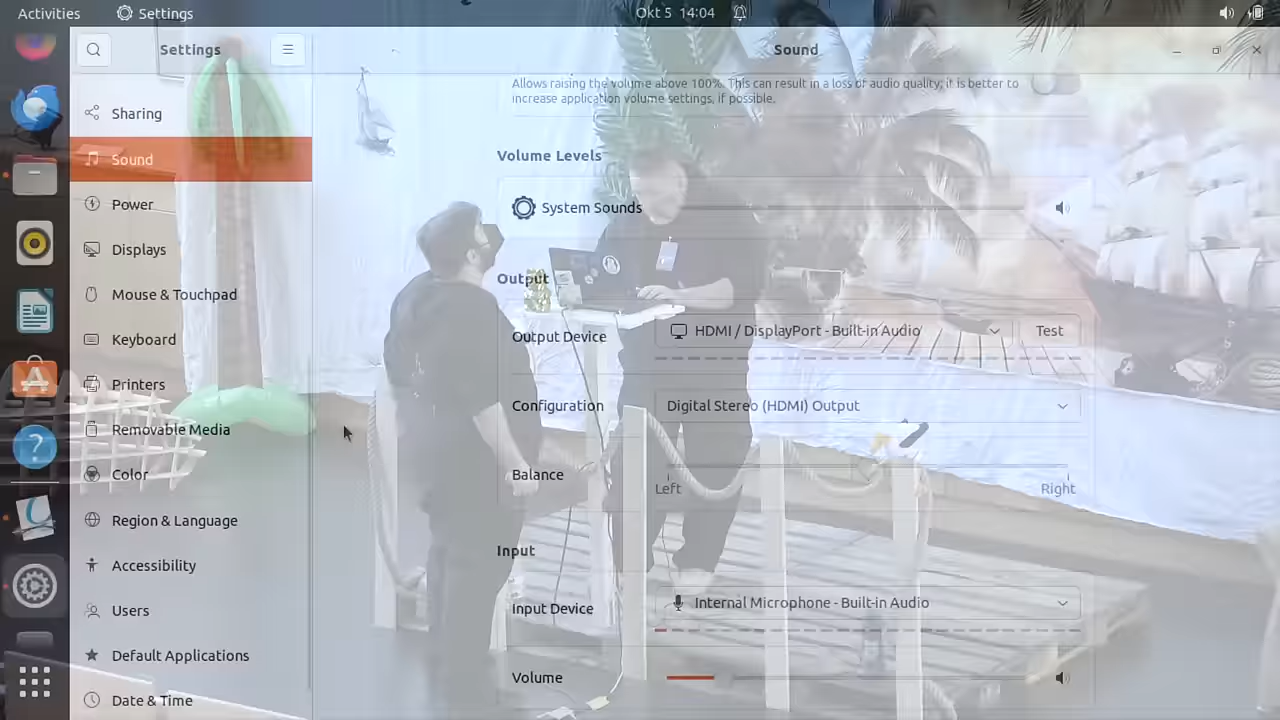 Activities
Settings
Okt 5 14:04
Settings
Sound
Sharing
Sound
Power
Displays
Mouse & Touchpad
Keyboard
Printers
Removable Media
Color
Region & Language
Accessibility
Users
Default Applications
Date & Time
Allows raising the volume above 100%. This can result in a loss of audio quality; it is better to
increase application volume settings, if possible.
Volume Levels
System Sounds
Output
Output Device
HDMI / DisplayPort - Built-in Audio
Test
Configuration
Digital Stereo (HDMI) Output
Balance
Left
Right
Input
Input Device
Internal Microphone - Built-in Audio
Volume